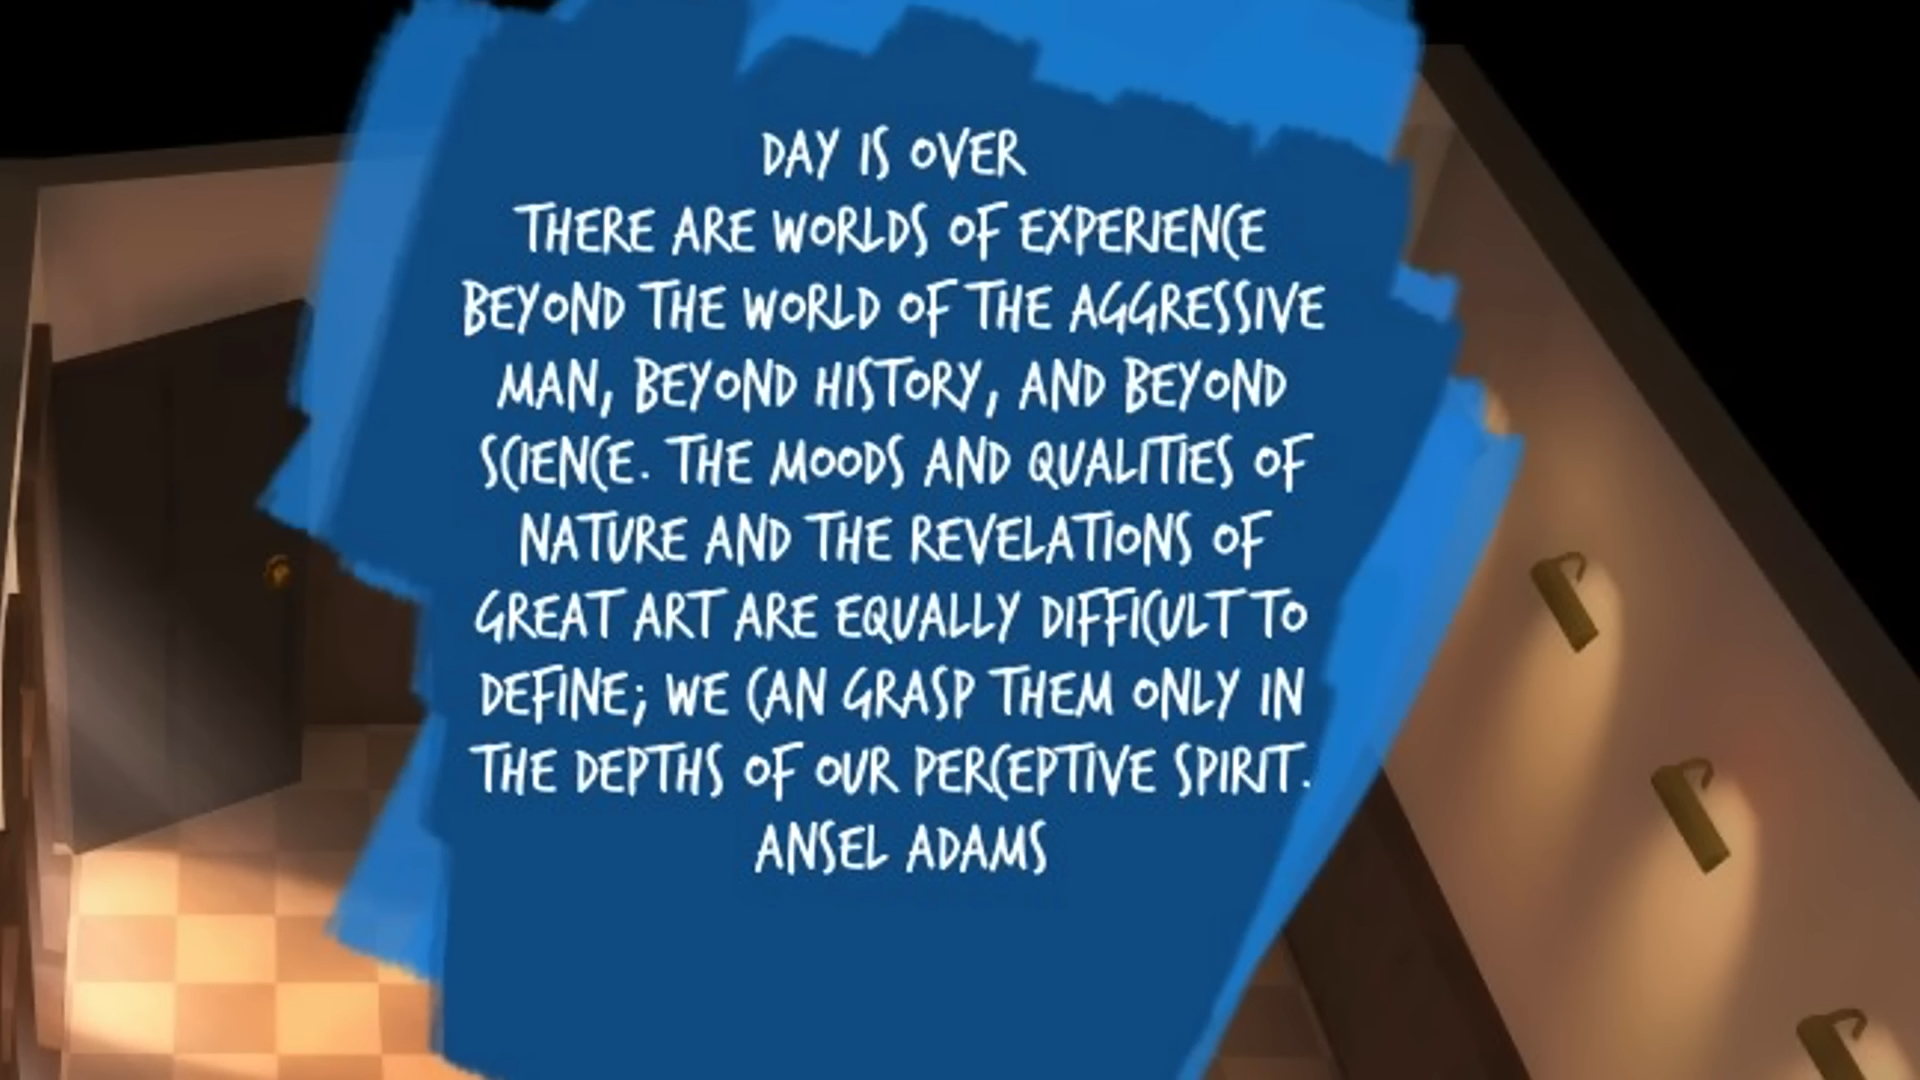 DAY IS OVER
THERE ARE WORLDS OF EXPERIENCE
BEYOND THE WORLD OF THE AGGRESSIVE
MAN, BEYOND HISTORY, AND BEYOND
SCIENCE. THE MOODS AND QUALITIES OF
NATURE AND THE REVELATIONS OF
GREAT ART ARE EQUALLY DIFFICULT TO
DEFINE; WE CAN GRASP THEM ONLY IN
THE DEPTHS OF OUR PERCEPTIVE SPIRIT.
ANSEL ADAMS